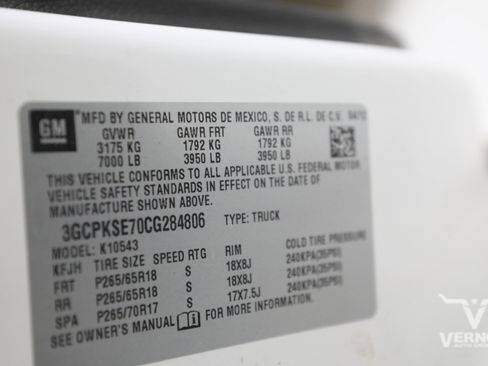 GM
MFD BY GENERAL MOTORS DE MEXICO, S. DE R.L. DE C.V. 04/12
GVWR GAWR FRT GAWR RR
3175 KG 1792 KG 1792 KG
7000 LB 3950 LB 3950 LB
THIS VEHICLE CONFORMS TO ALL APPLICABLE U.S. FEDERAL MOTOR
VEHICLE SAFETY STANDARDS IN EFFECT ON THE DATE OF
MANUFACTURE SHOWN ABOVE.
3GCPKSE70CG284806 TYPE: TRUCK
MODEL: K10543
KFJH TIRE SIZE SPEED RTG RIM COLD TIRE PRESSURE
FRT P265/65R18 S 18X8J 240KPA(35PSI)
RR P265/65R18 S 18X8J 240KPA(35PSI)
SPA P265/70R17 S 17X7.5J 240KPA(35PSI)
SEE OWNER'S MANUAL FOR MORE INFORMATION.